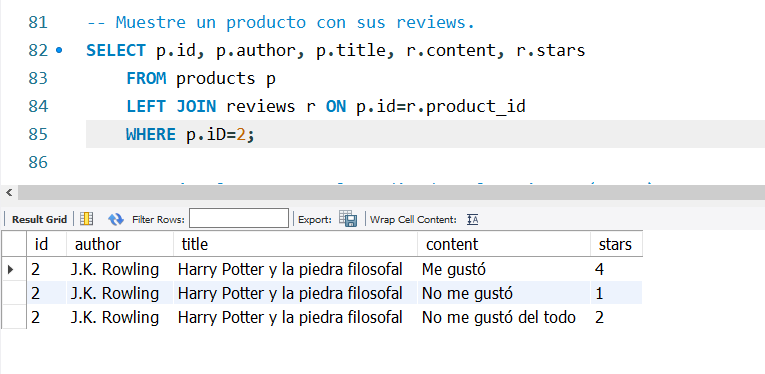 81 -- Muestre un producto con sus reviews.
82 SELECT p.id, p.author, p.title, r.content, r.stars
83 FROM products p
84 LEFT JOIN reviews r ON p.id=r.product_id
85 WHERE p.iD=2;
86
Result Grid Filter Rows: Export: Wrap Cell Content:
id author title content stars
2 J.K. Rowling Harry Potter y la piedra filosofal Me gustó 4
2 J.K. Rowling Harry Potter y la piedra filosofal No me gustó 1
2 J.K. Rowling Harry Potter y la piedra filosofal No me gustó del todo 2